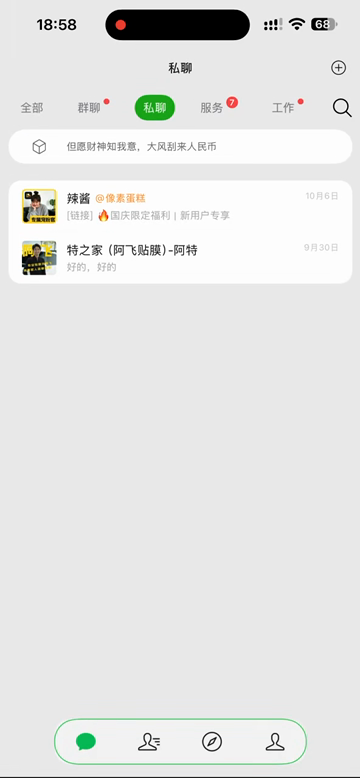 18:58
68
私聊
全部
群聊
私聊
服务
7
工作
但愿财神知我意，大风刮来人民币
辣酱 @像素蛋糕
10月6日
[链接] 🔥国庆限定福利 | 新用户专享
特之家（阿飞贴膜）-阿特
9月30日
好的，好的